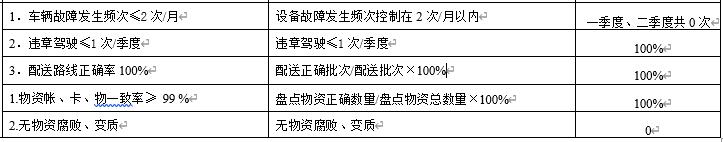 1．车辆故障发生频次≤2 次/月 设备故障发生频次控制在 2 次/月以内 一季度、二季度共 0 次
2．违章驾驶≤1 次/季度 违章驾驶≤1 次/季度 100%
3．配送路线正确率 100% 配送正确批次/配送批次×100% 100%
1.物资帐、卡、物一致率≥ 99 % 盘点物资正确数量/盘点物资总数量×100% 100%
2.无物资腐败、变质 无物资腐败、变质 0